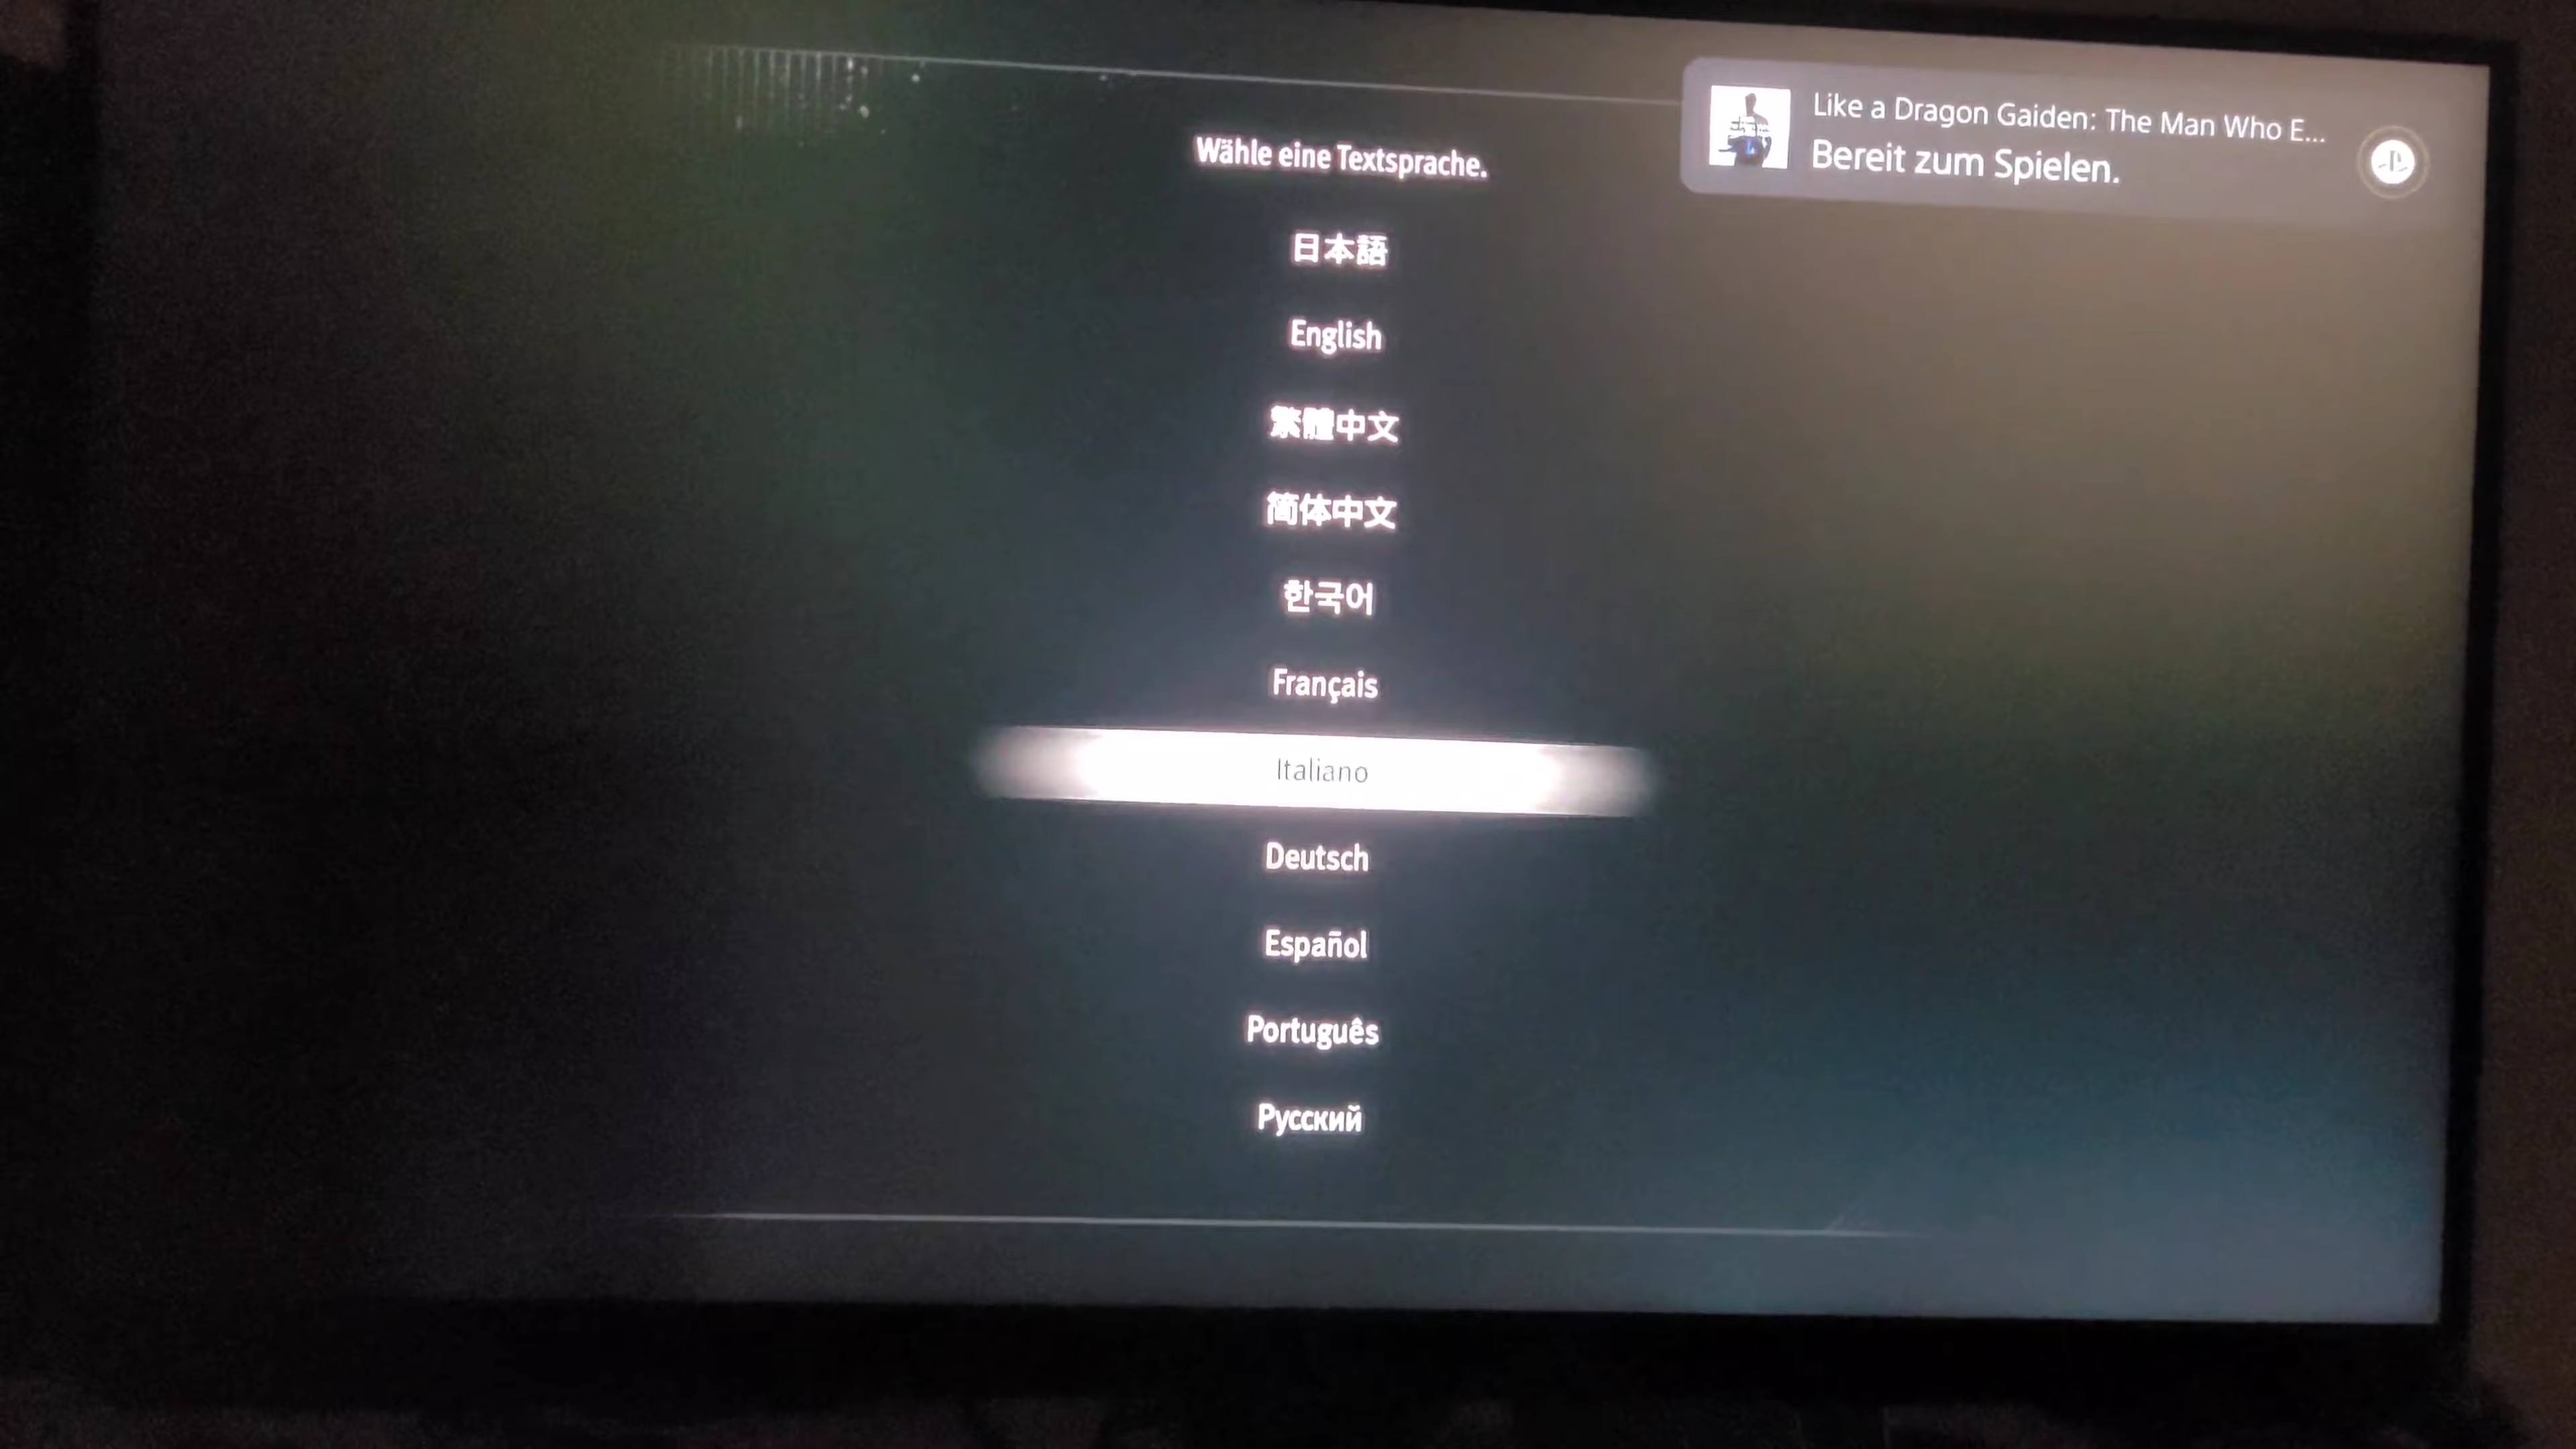 Wähle eine Textsprache.
日本語
English
繁體中文
简体中文
한국어
Français
Italiano
Deutsch
Español
Português
Русский
Like a Dragon Gaiden: The Man Who E...
Bereit zum Spielen.